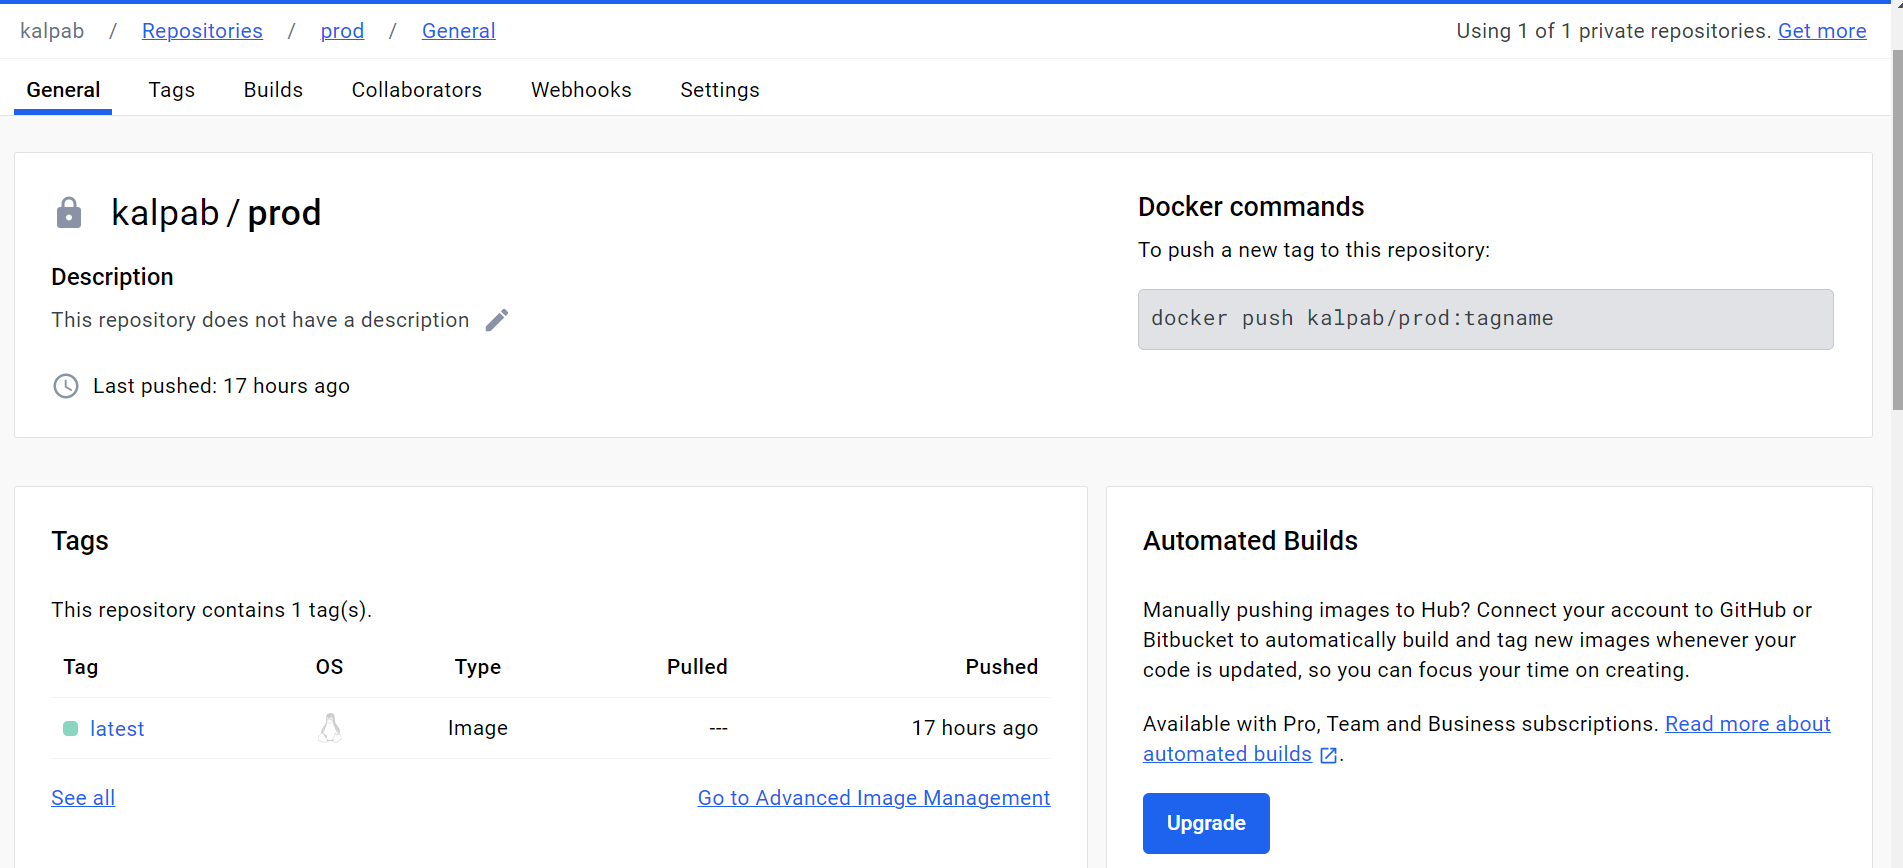 kalpab / Repositories / prod / General
Using 1 of 1 private repositories. Get more
General Tags Builds Collaborators Webhooks Settings
kalpab / prod
Description
This repository does not have a description
Last pushed: 17 hours ago
Docker commands
To push a new tag to this repository:
docker push kalpab/prod:tagname
Tags
This repository contains 1 tag(s).
Tag OS Type Pulled Pushed
latest Image --- 17 hours ago
See all Go to Advanced Image Management
Automated Builds
Manually pushing images to Hub? Connect your account to GitHub or
Bitbucket to automatically build and tag new images whenever your
code is updated, so you can focus your time on creating.
Available with Pro, Team and Business subscriptions. Read more about
automated builds .
Upgrade